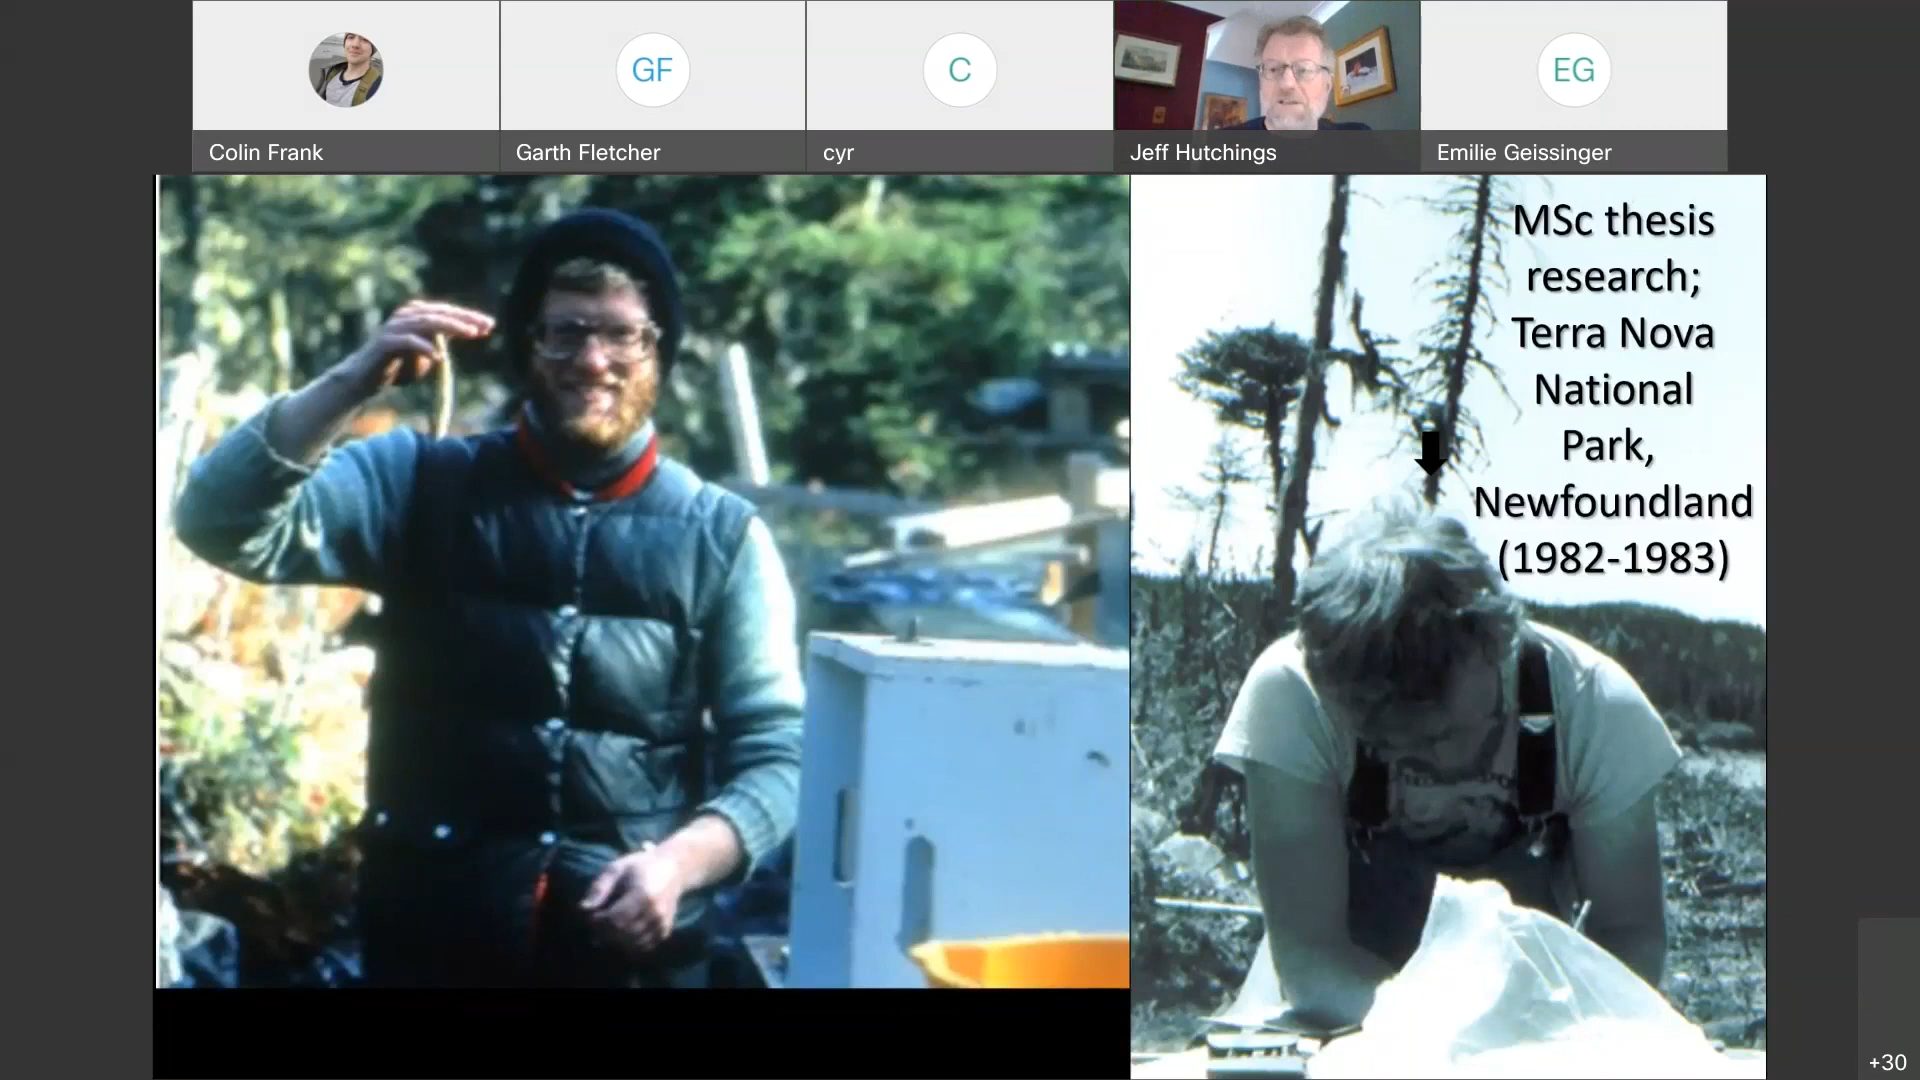 GF
C
EG
Colin Frank
Garth Fletcher
cyr
Jeff Hutchings
Emilie Geissinger
MSc thesis
research;
Terra Nova
National
Park,
Newfoundland
(1982-1983)
+30